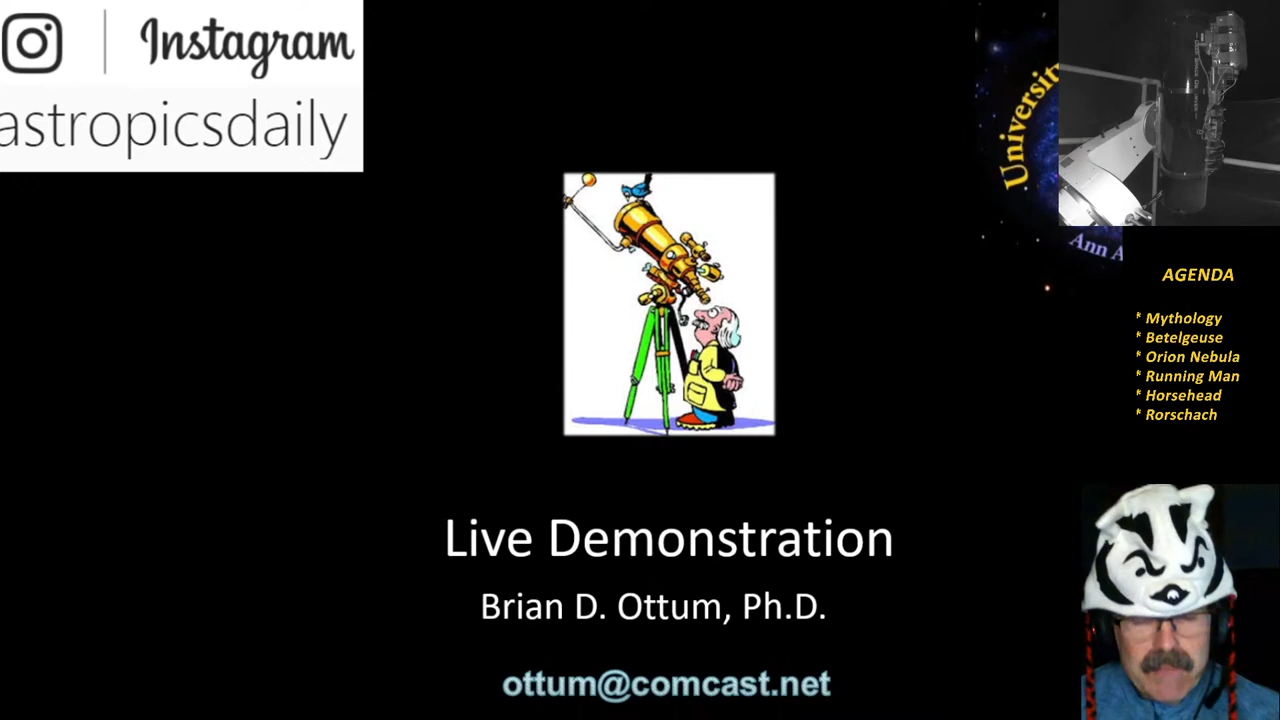 Instagram
astropicsdaily
Universit
Ann A
AGENDA
* Mythology
* Betelgeuse
* Orion Nebula
* Running Man
* Horsehead
* Rorschach
Live Demonstration
Brian D. Ottum, Ph.D.
ottum@comcast.net